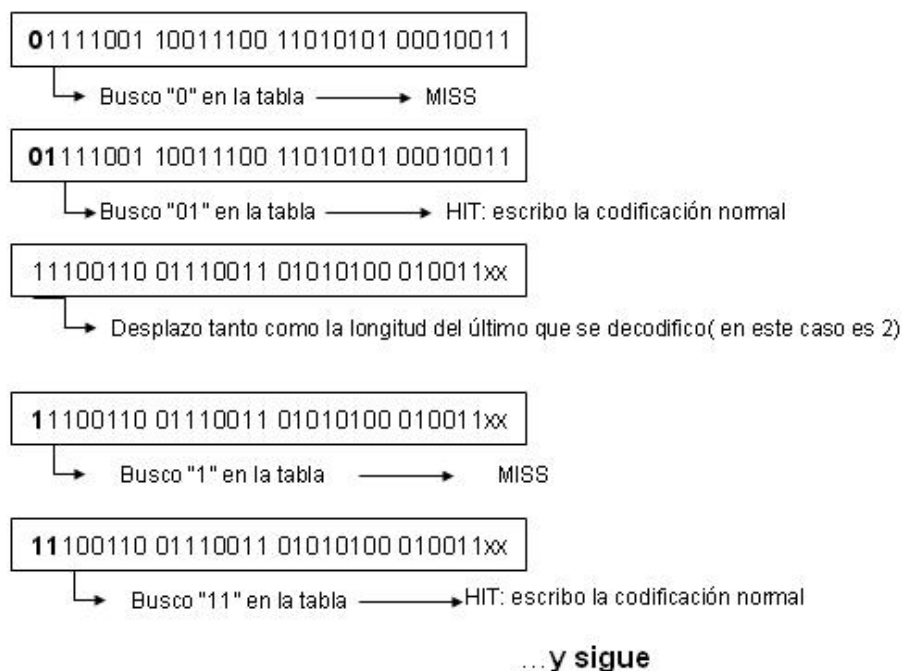 01111001 10011100 11010101 00010011
Busco "0" en la tabla MISS
01111001 10011100 11010101 00010011
Busco "01" en la tabla HIT: escribo la codificación normal
11100110 01110011 01010100 010011xx
Desplazo tanto como la longitud del último que se decodifico( en este caso es 2)
11100110 01110011 01010100 010011xx
Busco "1" en la tabla MISS
11100110 01110011 01010100 010011xx
Busco "11" en la tabla HIT: escribo la codificación normal
...y sigue